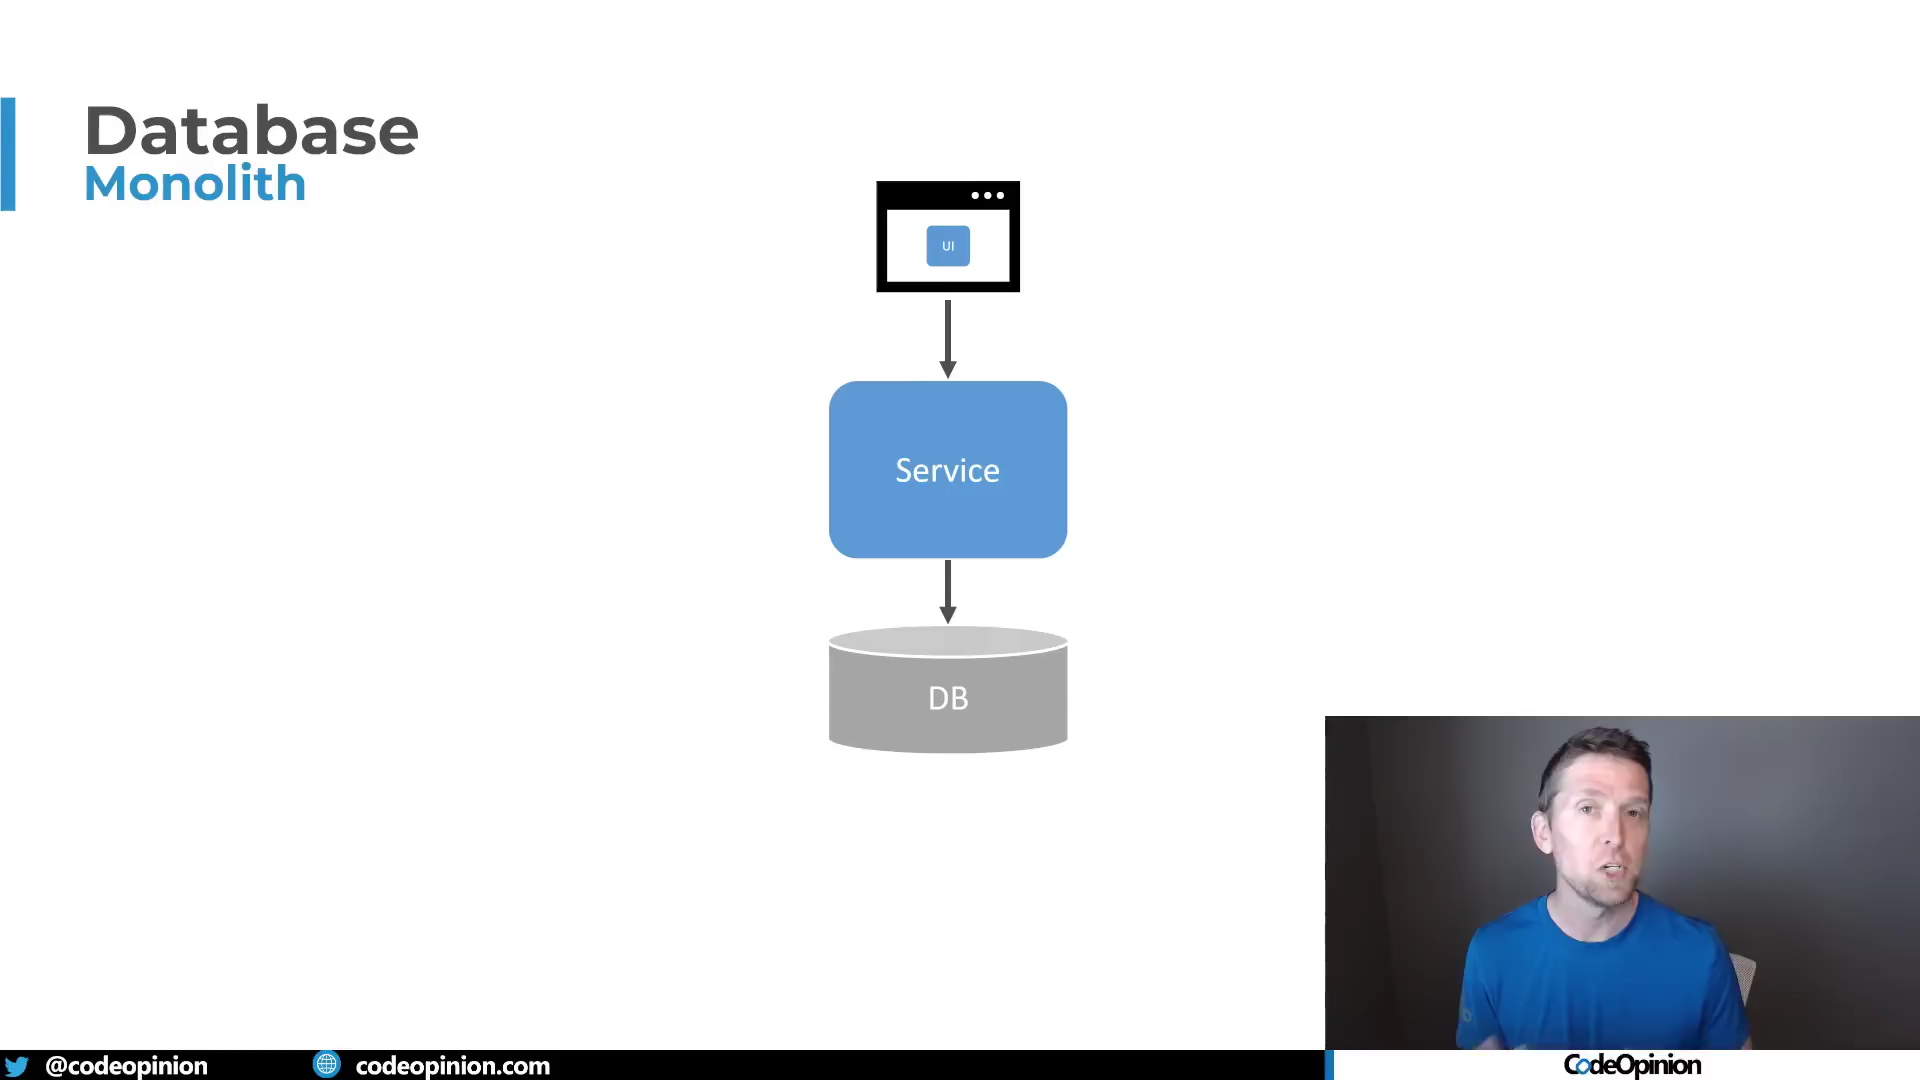 Database
Monolith
UI
Service
DB
@codeopinion
codeopinion.com
CodeOpinion